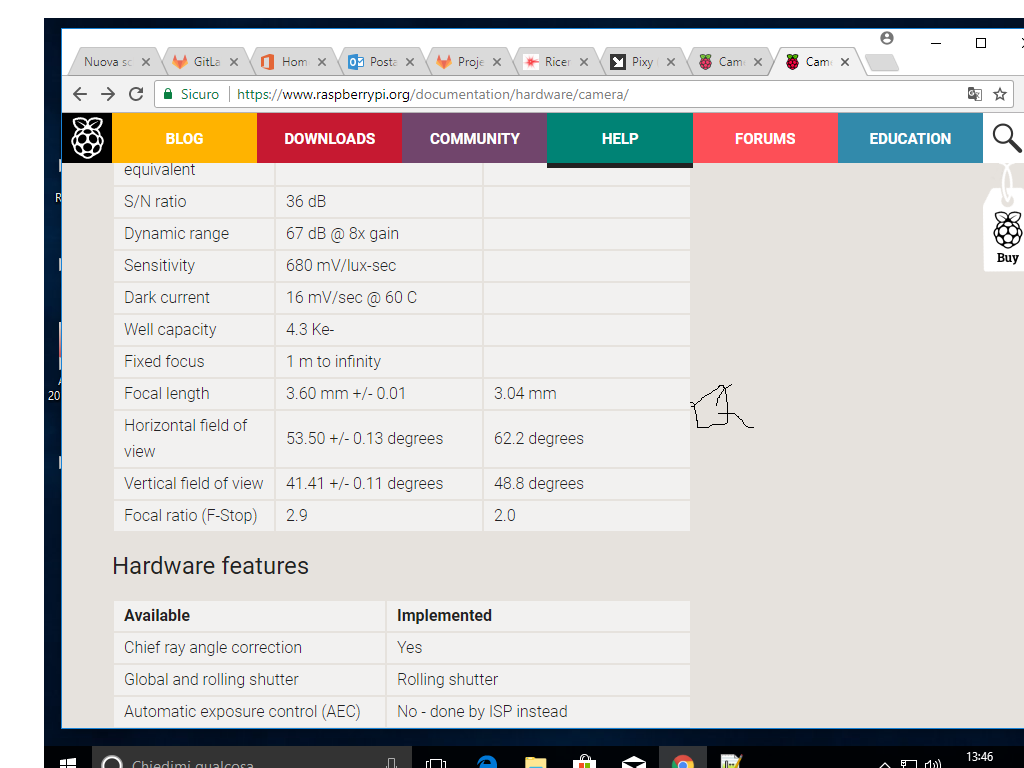 Nuova sc
GitLa
Hom
Posta
Proje
Ricer
Pixy
Cam
Cam
Sicuro https://www.raspberrypi.org/documentation/hardware/camera/
BLOG DOWNLOADS COMMUNITY HELP FORUMS EDUCATION
Buy
equivalent
S/N ratio 36 dB
Dynamic range 67 dB @ 8x gain
Sensitivity 680 mV/lux-sec
Dark current 16 mV/sec @ 60 C
Well capacity 4.3 Ke-
Fixed focus 1 m to infinity
Focal length 3.60 mm +/- 0.01 3.04 mm
Horizontal field of
view 53.50 +/- 0.13 degrees 62.2 degrees
Vertical field of view 41.41 +/- 0.11 degrees 48.8 degrees
Focal ratio (F-Stop) 2.9 2.0
Hardware features
Available Implemented
Chief ray angle correction Yes
Global and rolling shutter Rolling shutter
Automatic exposure control (AEC) No - done by ISP instead
Chiedimi qualcosa
13:46